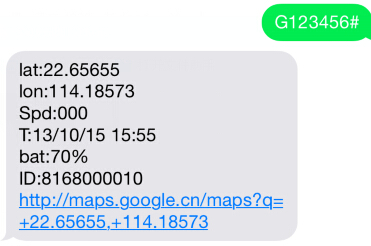 G123456#
lat:22.65655
lon:114.18573
Spd:000
T:13/10/15 15:55
bat:70%
ID:8168000010
http://maps.google.cn/maps?q=
+22.65655,+114.18573